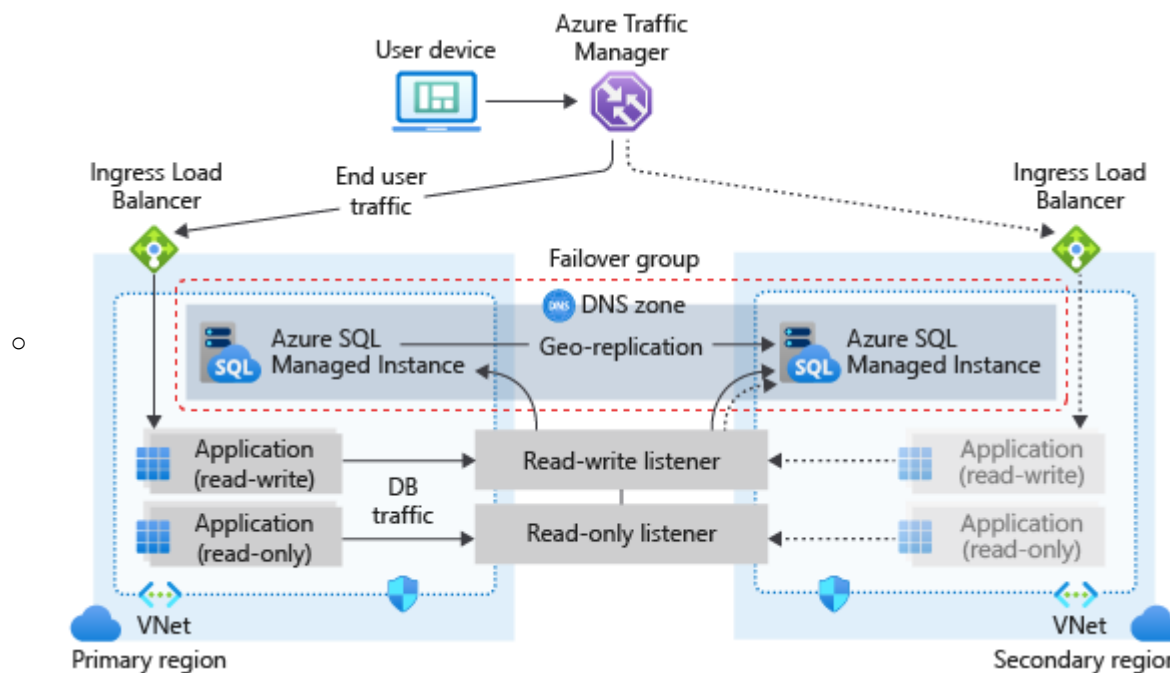 Azure Traffic
Manager
User device
Ingress Load
Balancer
End user
traffic
Ingress Load
Balancer
Failover group
DNS
DNS zone
Azure SQL
Managed Instance
SQL
Geo-replication
Azure SQL
Managed Instance
SQL
Application
(read-write)
Read-write listener
Application
(read-write)
DB
traffic
Application
(read-only)
Read-only listener
Application
(read-only)
VNet
VNet
Primary region
Secondary region